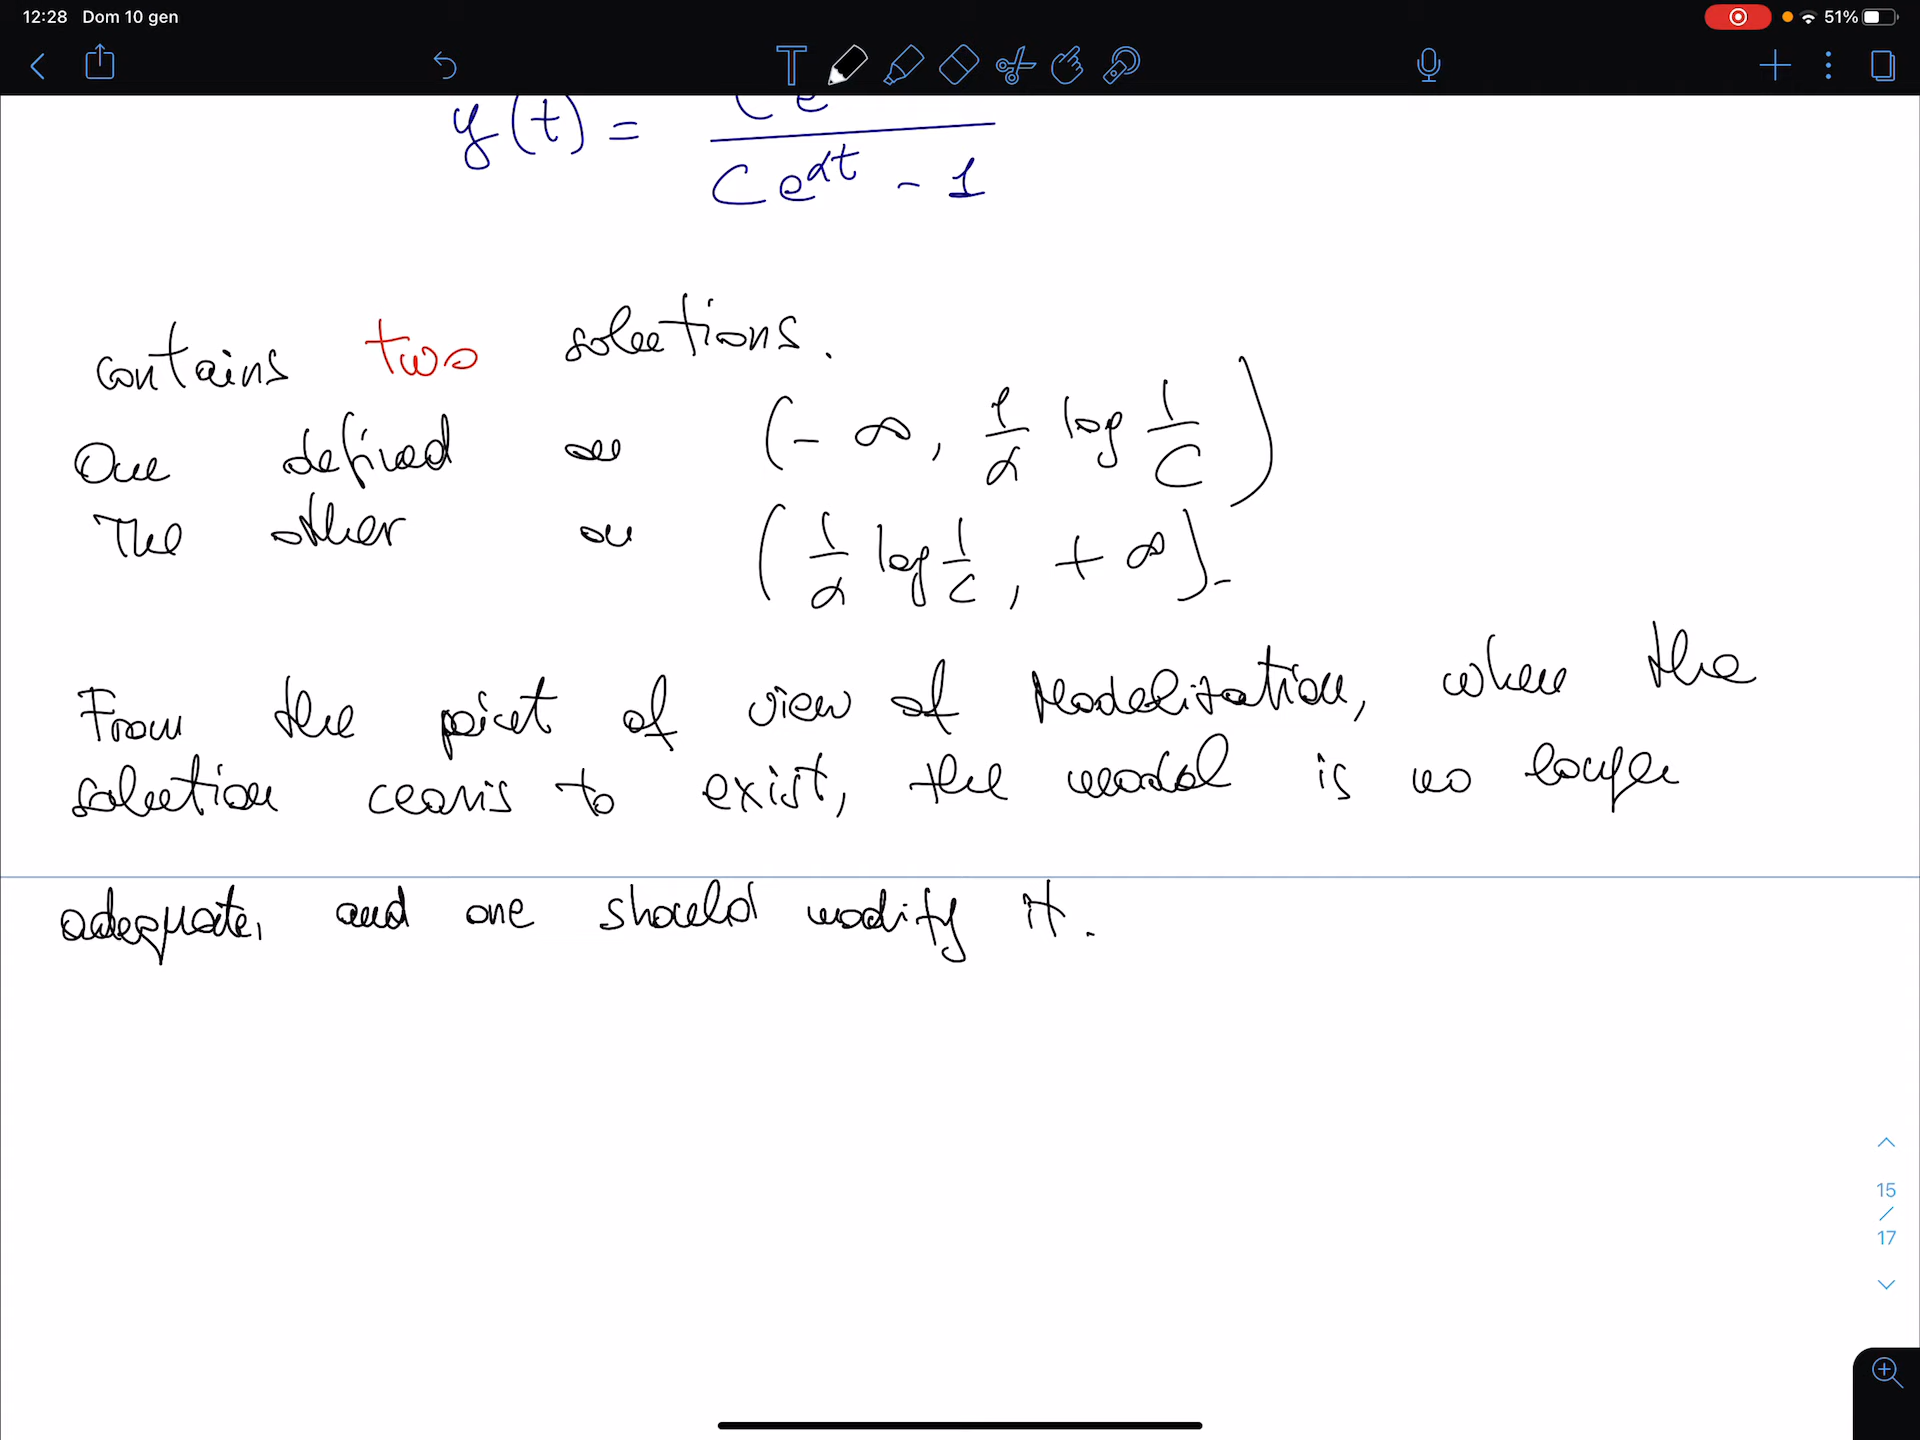 12:28 Dom 10 gen 51%
y(t) = C e
C e^αt - 1
contains two solutions.
One defined on (-∞, 1/α log 1/C)
The other on (1/α log 1/C, +∞).
From the point of view of Modelization, when the
solution ceasis to exist, the model is no longer
adequate, and one should modify it.
15
/
17